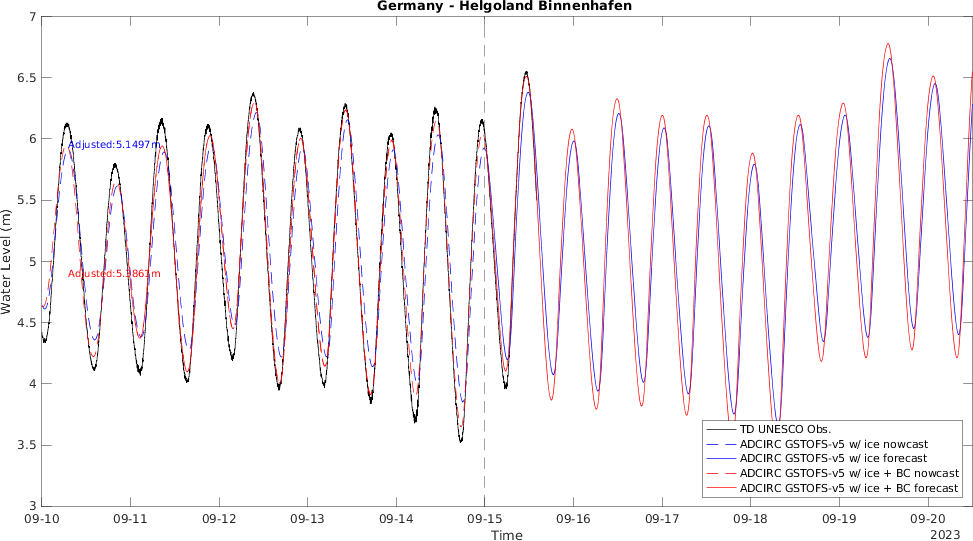 Germany - Helgoland Binnenhafen
Water Level (m)
7
6.5
6
5.5
5
4.5
4
3.5
3
Adjusted:5.1497m
TD UNESCO Obs.
ADCIRC GSTOFS-v5 w/ ice nowcast
ADCIRC GSTOFS-v5 w/ ice forecast
ADCIRC GSTOFS-v5 w/ ice + BC nowcast
ADCIRC GSTOFS-v5 w/ ice + BC forecast
09-10 09-11 09-12 09-13 09-14 09-15 09-16 09-17 09-18 09-19 09-20
Time
2023